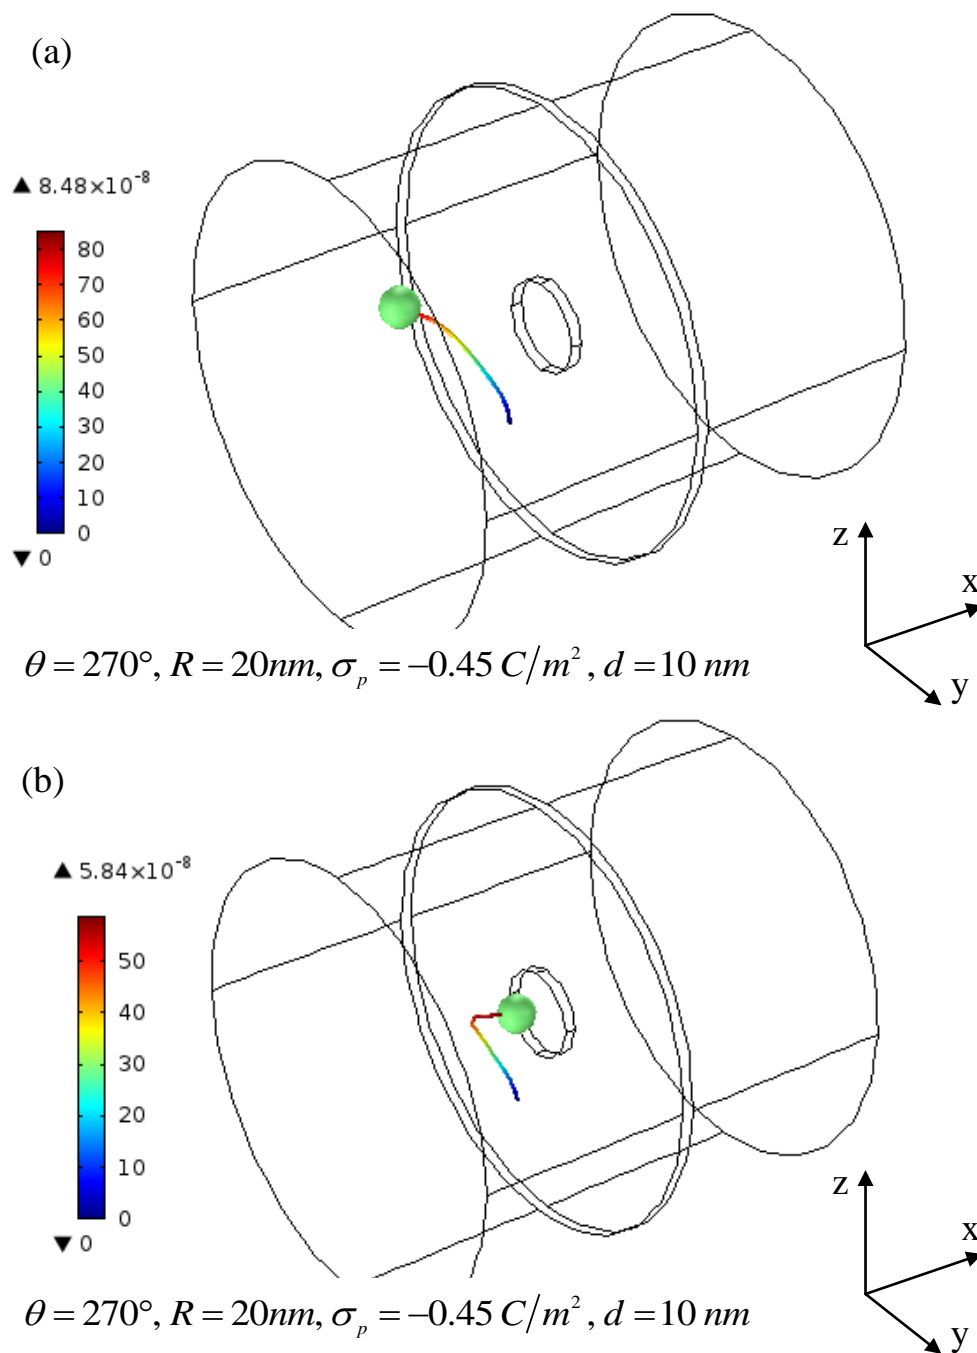 (a)
▲ 8.48×10⁻⁸
80
70
60
50
40
30
20
10
0
▼ 0
z
x
y
θ = 270°, R = 20nm, σₚ = −0.45 C/m², d = 10 nm
(b)
▲ 5.84×10⁻⁸
50
40
30
20
10
0
▼ 0
z
x
y
θ = 270°, R = 20nm, σₚ = −0.45 C/m², d = 10 nm